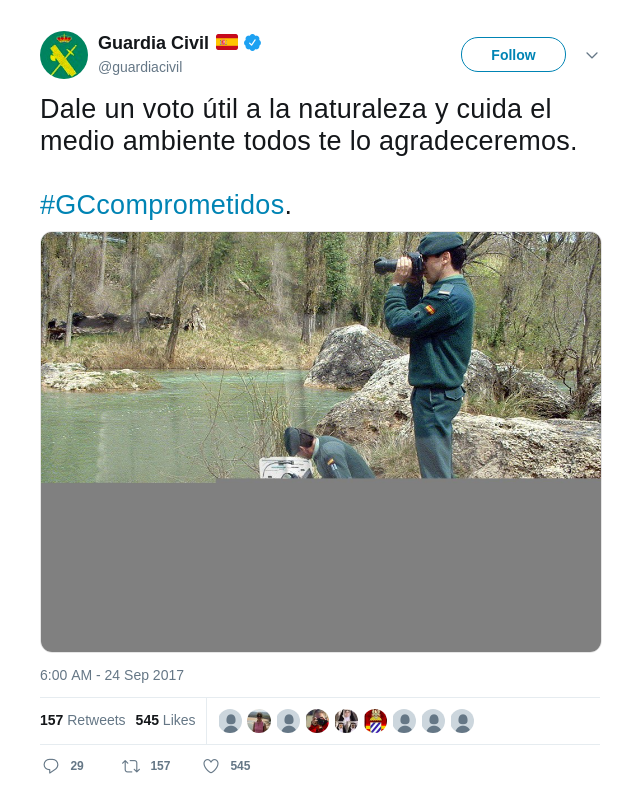 Guardia Civil 🇪🇸
@guardiacivil
Follow
Dale un voto útil a la naturaleza y cuida el
medio ambiente todos te lo agradeceremos.
#GCcomprometidos.
6:00 AM - 24 Sep 2017
157 Retweets 545 Likes
29 157 545